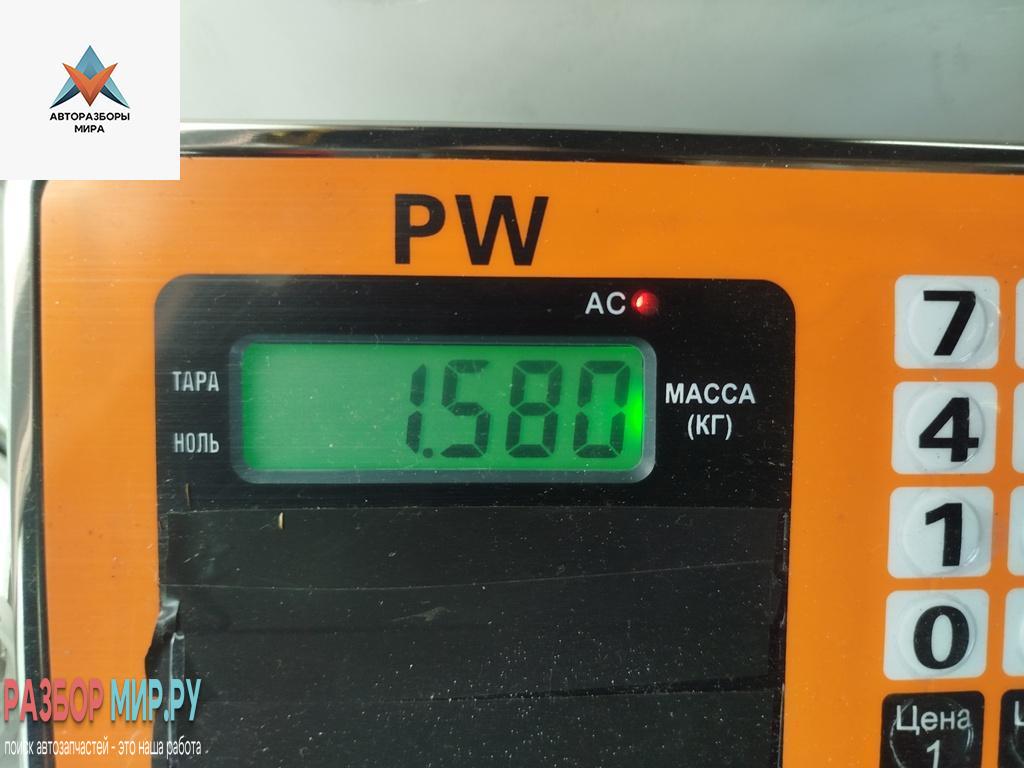 АВТОРАЗБОРЫ
МИРА
PW
AC
ТАРА
НОЛЬ
1.580
МАССА
(КГ)
7
4
1
0
Цена
1
РАЗБОР МИР.РУ
поиск автозапчастей - это наша работа